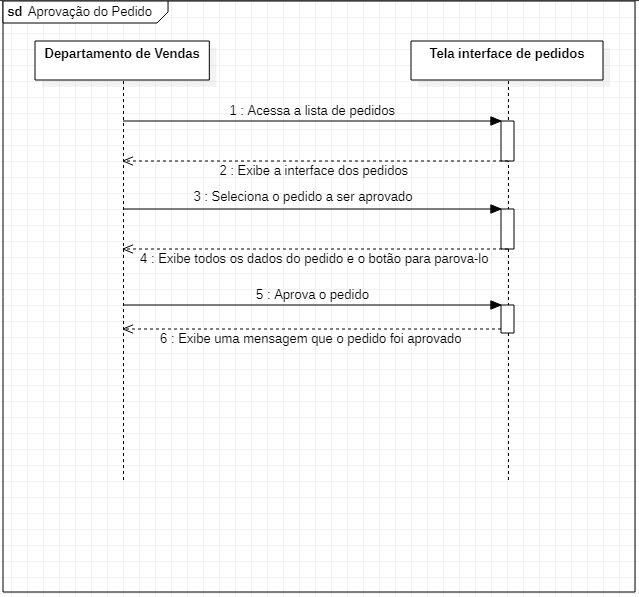 sd Aprovação do Pedido
Departamento de Vendas
Tela interface de pedidos
1 : Acessa a lista de pedidos
2 : Exibe a interface dos pedidos
3 : Seleciona o pedido a ser aprovado
4 : Exibe todos os dados do pedido e o botão para parova-lo
5 : Aprova o pedido
6 : Exibe uma mensagem que o pedido foi aprovado